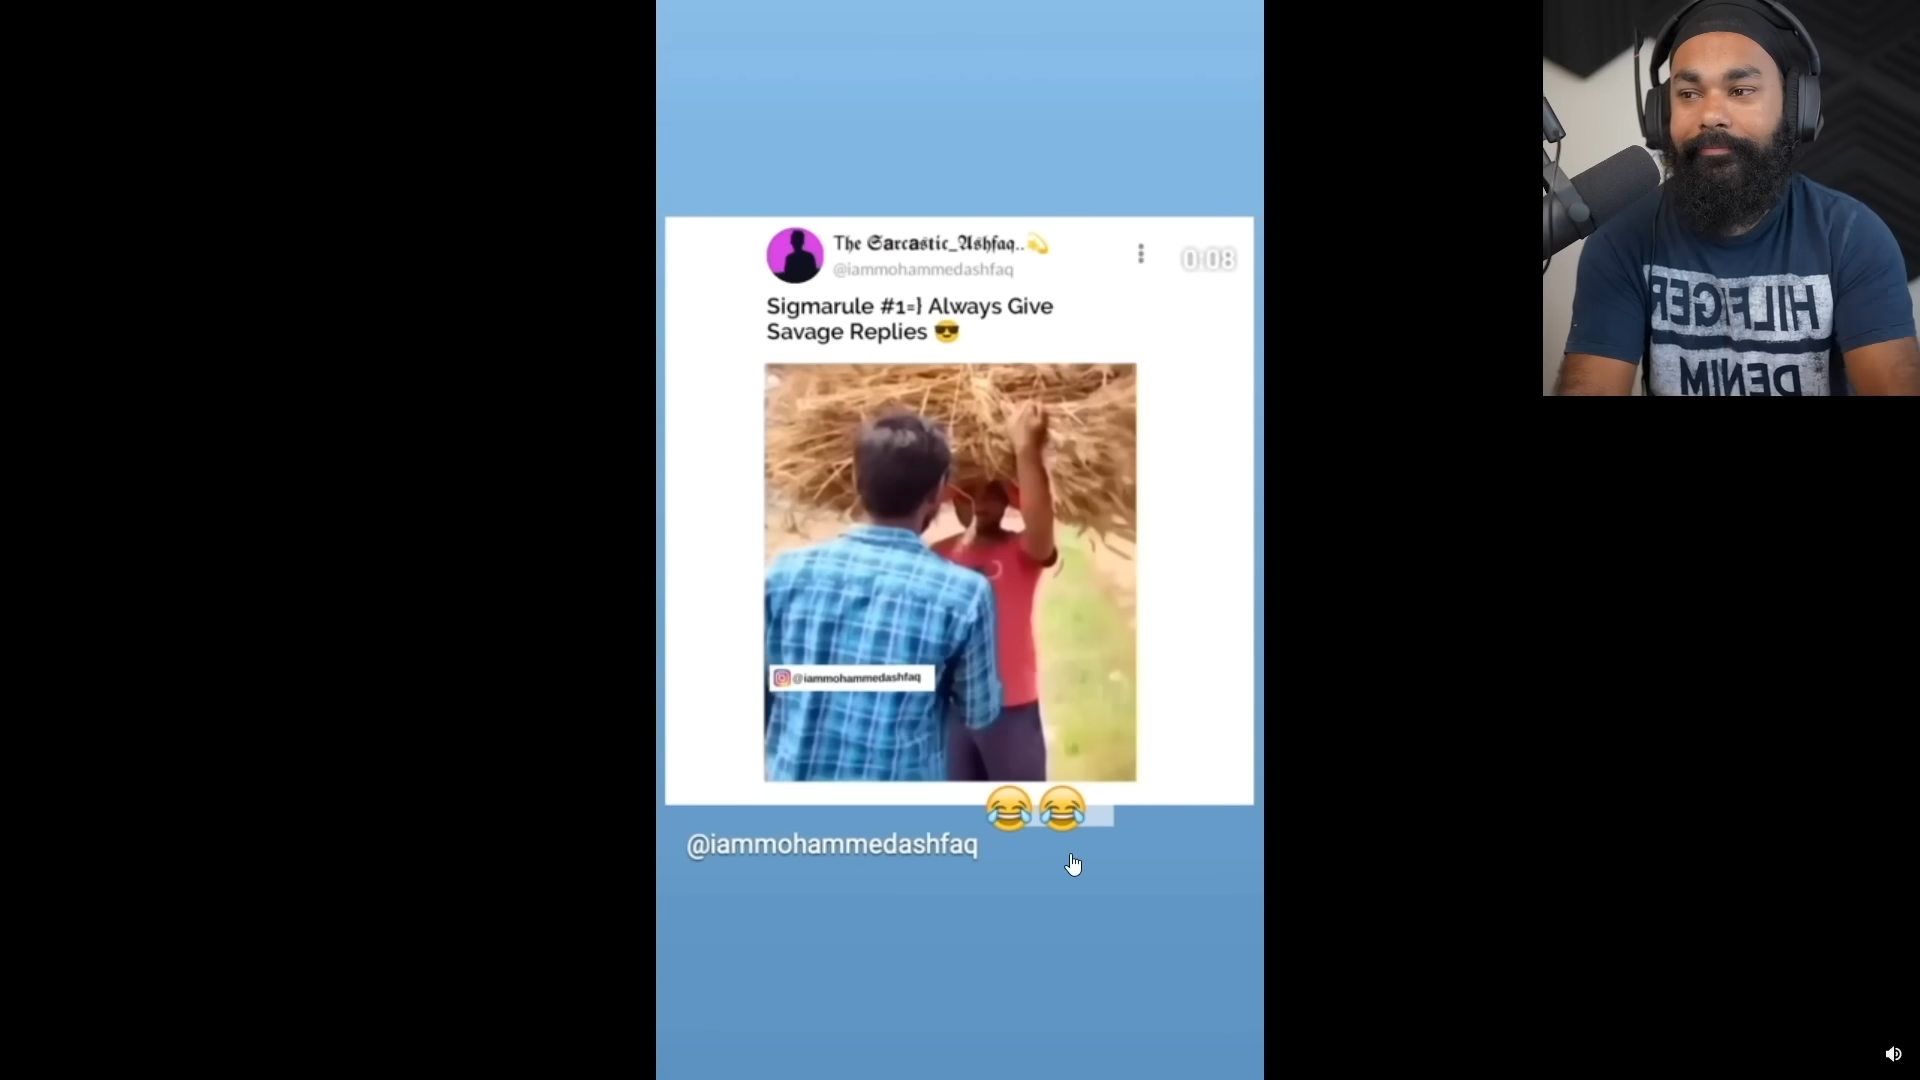 The Sarcastic_Ashfaq..💫
@iammohammedashfaq
0:08
Sigmarule #1=} Always Give
Savage Replies 😎
@iammohammedashfaq
😂😂
@iammohammedashfaq
HILFIGER
DENIM